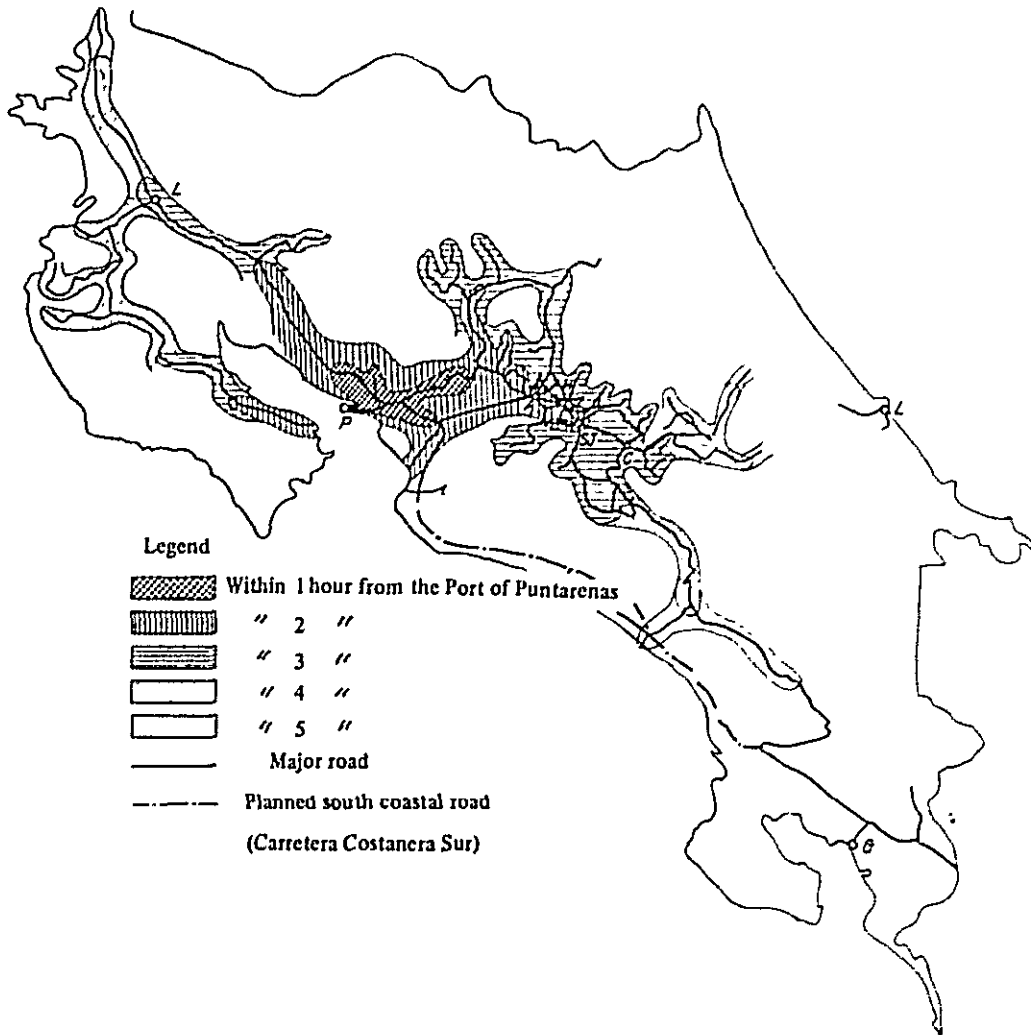 L
P
A
H
SJ
C
L
G
Legend
Within 1 hour from the Port of Puntarenas
" 2 "
" 3 "
" 4 "
" 5 "
Major road
Planned south coastal road
(Carretera Costanera Sur)